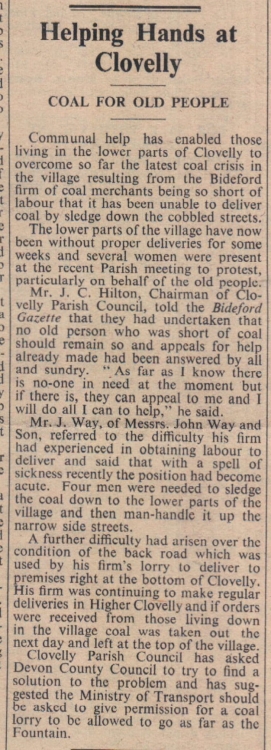 Helping Hands at
Clovelly
COAL FOR OLD PEOPLE
Communal help has enabled those
living in the lower parts of Clovelly to
overcome so far the latest coal crisis in
the village resulting from the Bideford
firm of coal merchants being so short of
labour that it has been unable to deliver
coal by sledge down the cobbled streets.
The lower parts of the village have now
been without proper deliveries for some
weeks and several women were present
at the recent Parish meeting to protest,
particularly on behalf of the old people.
Mr. J. C. Hilton, Chairman of Clo-
velly Parish Council, told the Bideford
Gazette that they had undertaken that
no old person who was short of coal
should remain so and appeals for help
already made had been answered by all
and sundry. "As far as I know there
is no-one in need at the moment but
if there is, they can appeal to me and I
will do all I can to help," he said.
Mr. J. Way, of Messrs. John Way and
Son, referred to the difficulty his firm
had experienced in obtaining labour to
deliver and said that with a spell of
sickness recently the position had become
acute. Four men were needed to sledge
the coal down to the lower parts of the
village and then man-handle it up the
narrow side streets.
A further difficulty had arisen over the
condition of the back road which was
used by his firm's lorry to deliver to
premises right at the bottom of Clovelly.
His firm was continuing to make regular
deliveries in Higher Clovelly and if orders
were received from those living down
in the village coal was taken out the
next day and left at the top of the village.
Clovelly Parish Council has asked
Devon County Council to try to find a
solution to the problem and has sug-
gested the Ministry of Transport should
be asked to give permission for a coal
lorry to be allowed to go as far as the
Fountain.